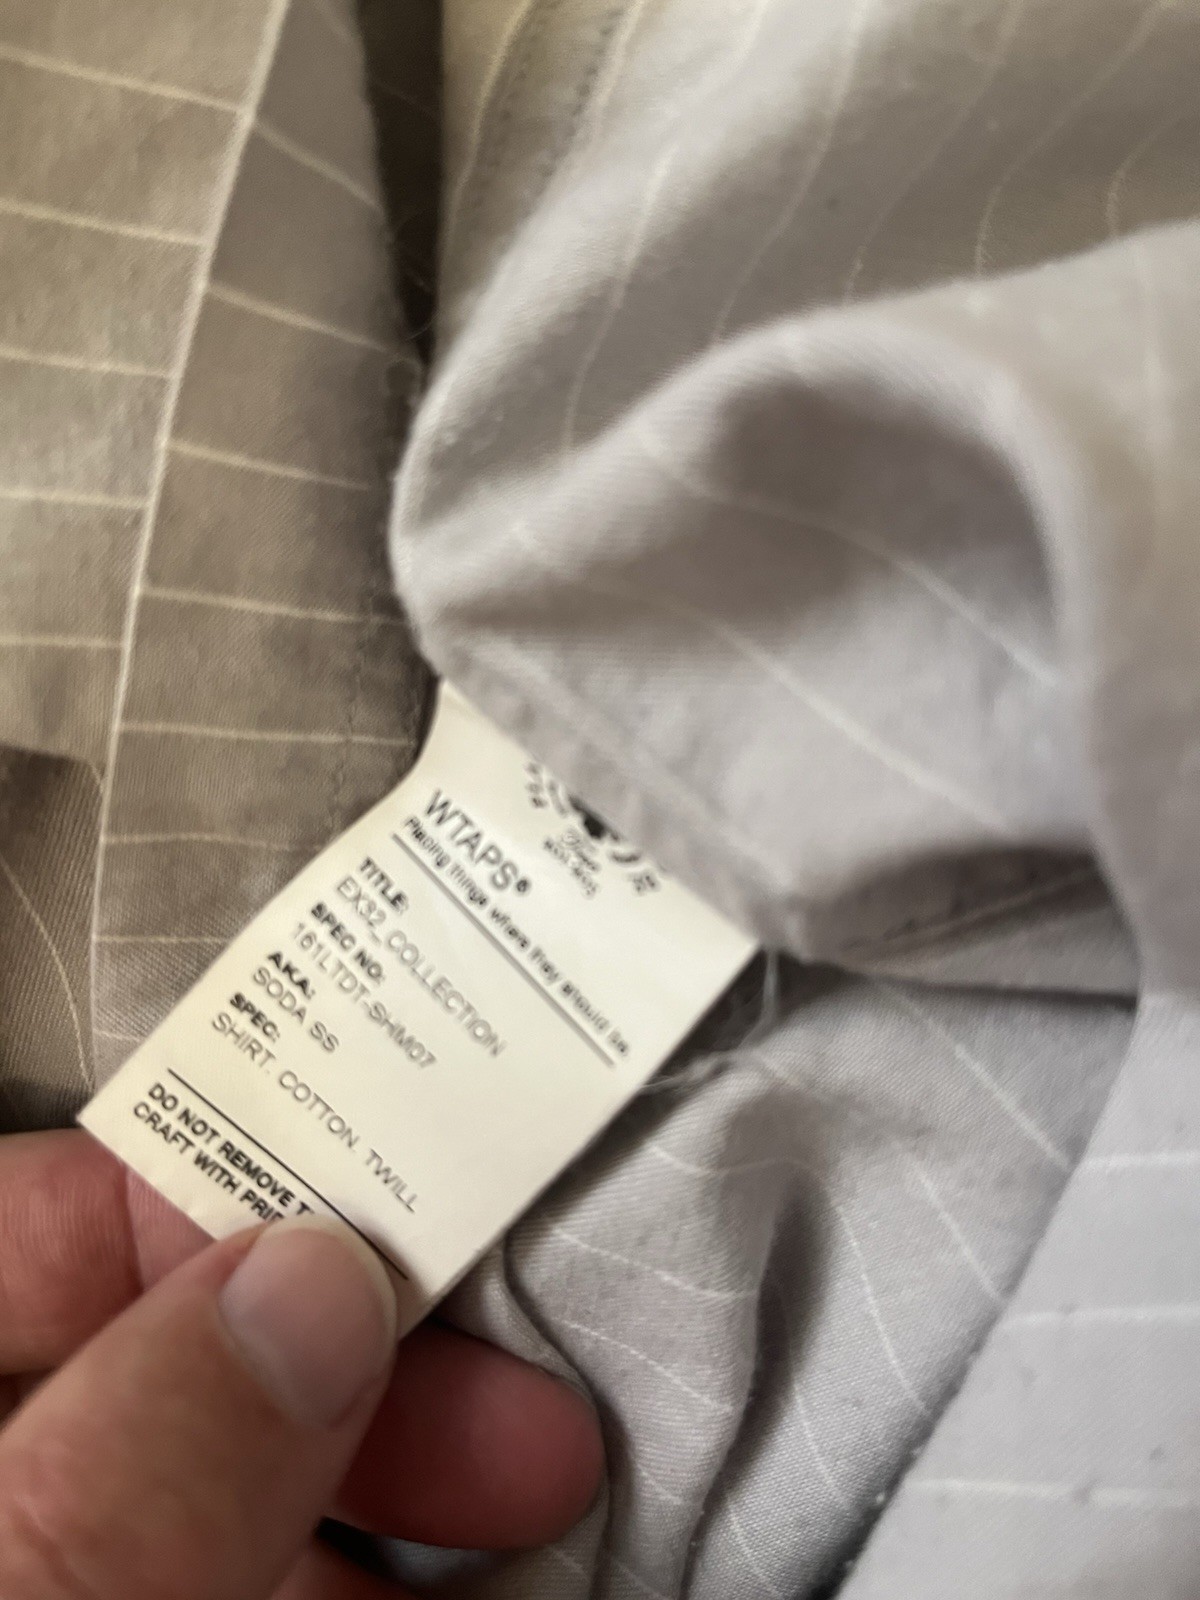 WTAPS®
Placing things where they should be.
TITLE:
EX32_COLLECTION
SPEC NO:
161LTDT-SHM07
AKA:
SODA SS
SPEC:
SHIRT. COTTON. TWILL
DO NOT REMOVE
CRAFT WITH